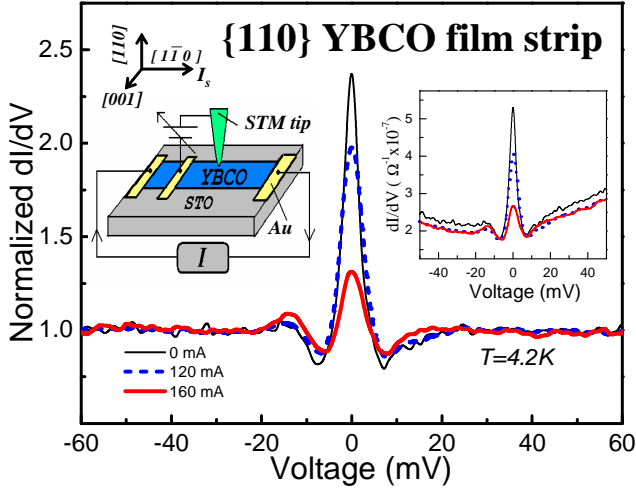 {110} YBCO film strip
Normalized dI/dV
2.5
2.0
1.5
1.0
[110]
[11̄0]
I_s
[001]
STM tip
YBCO
STO
Au
I
dI/dV ( Ω⁻¹x10⁻⁷)
5
4
3
2
-40 -20 0 20 40
Voltage (mV)
0 mA
120 mA
160 mA
T=4.2K
-60 -40 -20 0 20 40 60
Voltage (mV)